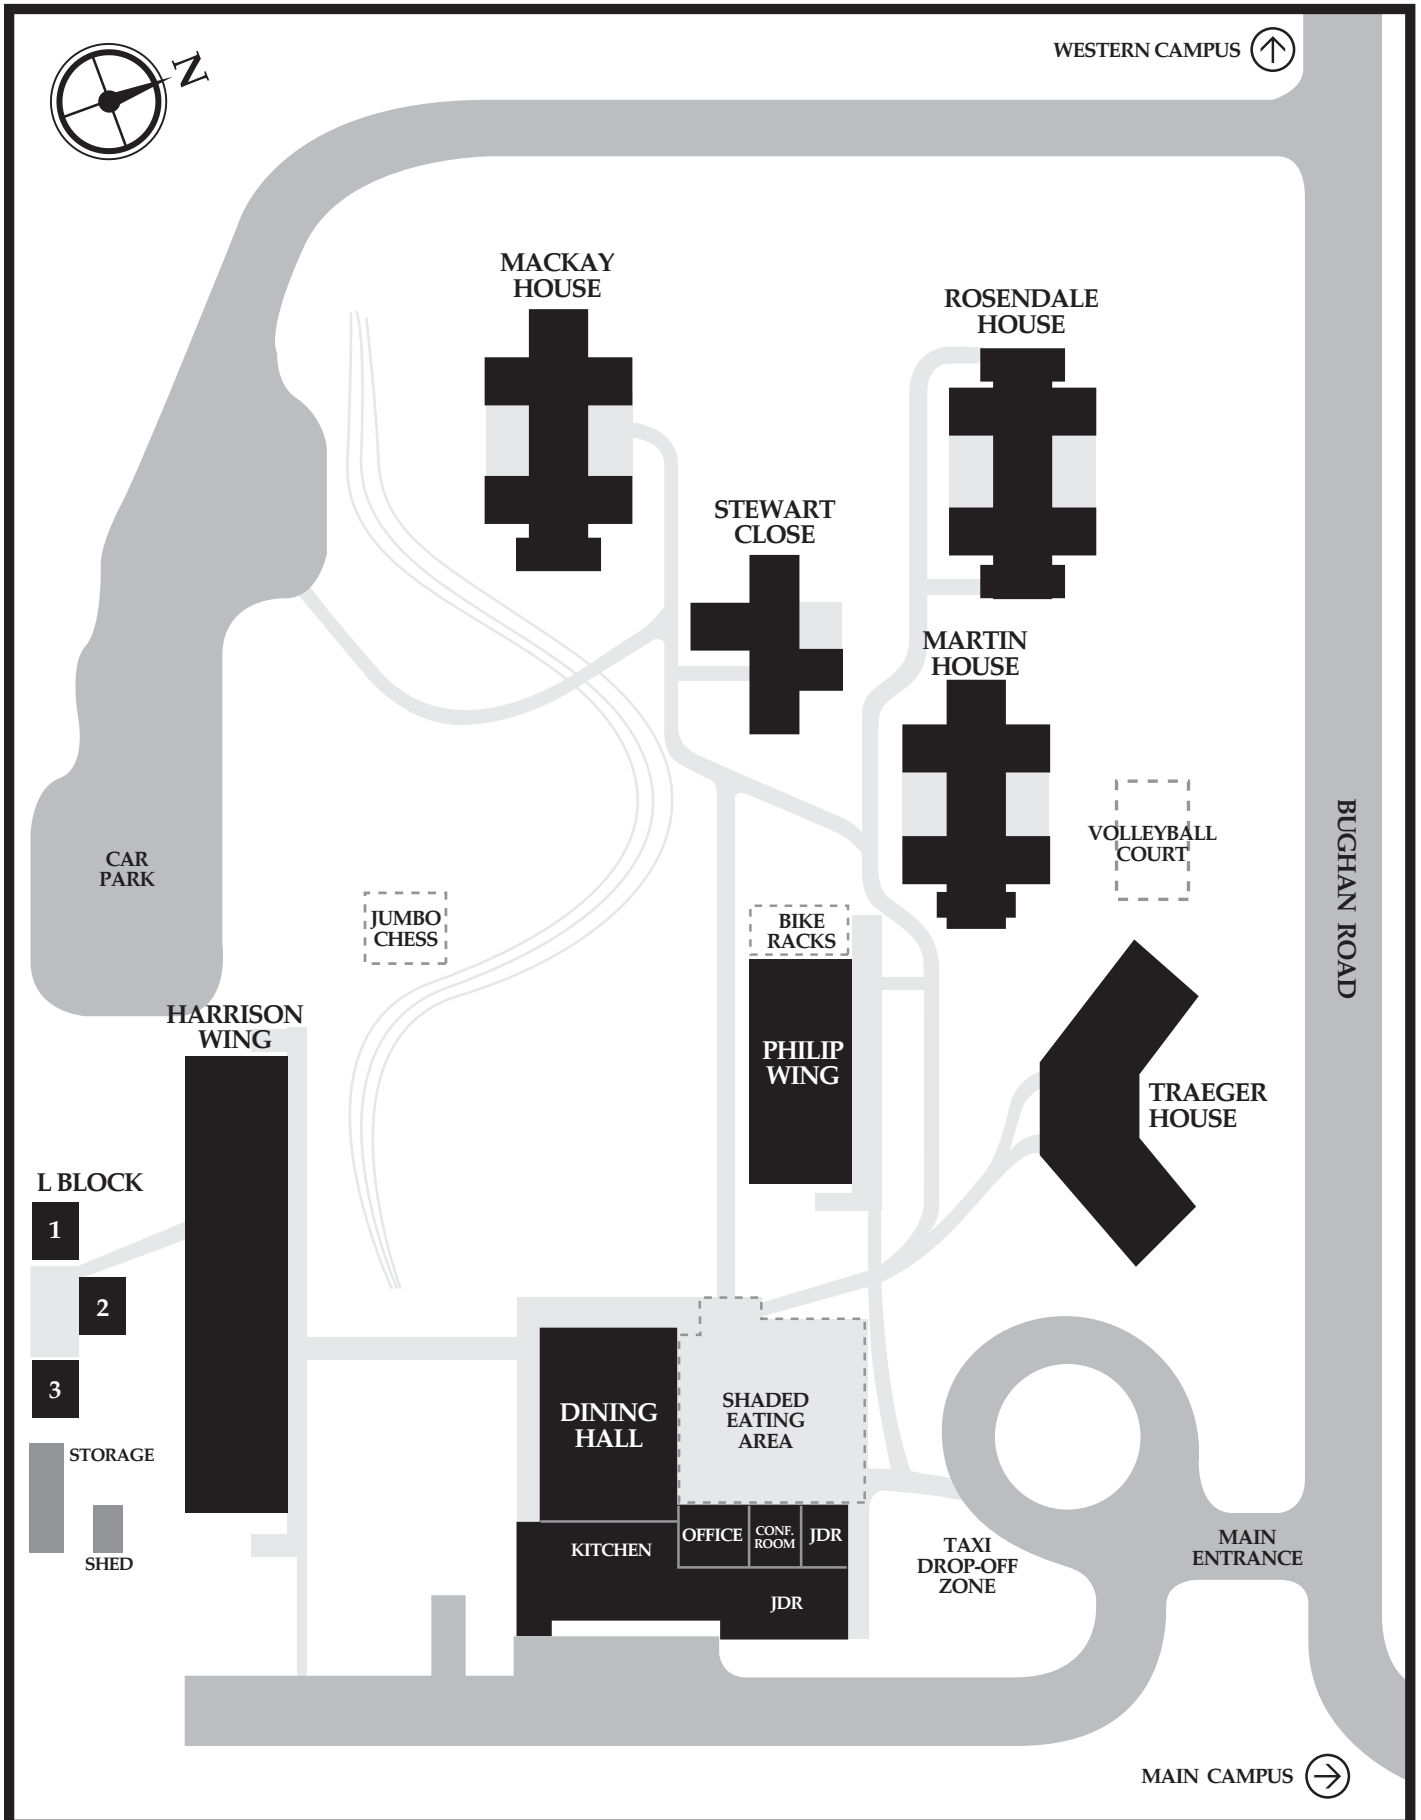 WESTERN CAMPUS
N
MACKAY
HOUSE
ROSENDALE
HOUSE
STEWART
CLOSE
MARTIN
HOUSE
VOLLEYBALL
COURT
BUGHAN ROAD
CAR
PARK
JUMBO
CHESS
BIKE
RACKS
HARRISON
WING
PHILIP
WING
TRAEGER
HOUSE
L BLOCK
1
2
3
STORAGE
SHED
DINING
HALL
SHADED
EATING
AREA
KITCHEN
OFFICE
CONF.
ROOM
JDR
JDR
TAXI
DROP-OFF
ZONE
MAIN
ENTRANCE
MAIN CAMPUS